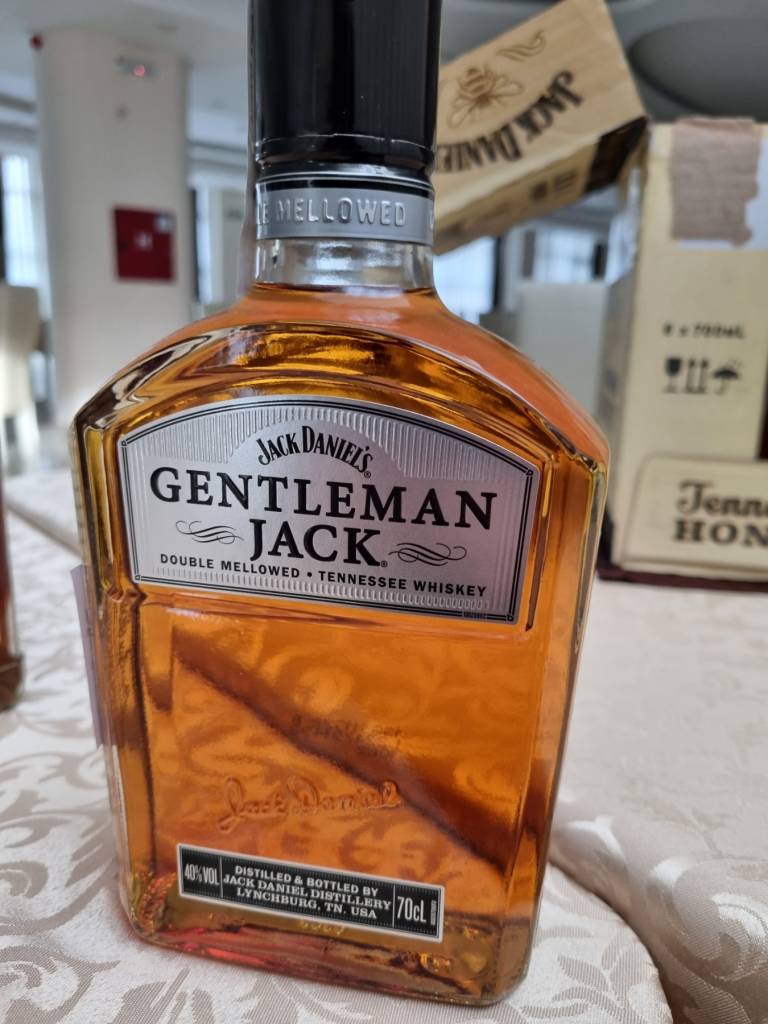 JACK DANIEL
MELLOWED
6 x 700mL
JACK DANIEL'S®
GENTLEMAN
JACK®
DOUBLE MELLOWED • TENNESSEE WHISKEY
Tenne
HON
Jack Daniel
40% VOL
DISTILLED & BOTTLED BY
JACK DANIEL DISTILLERY
LYNCHBURG, TN. USA
70cL